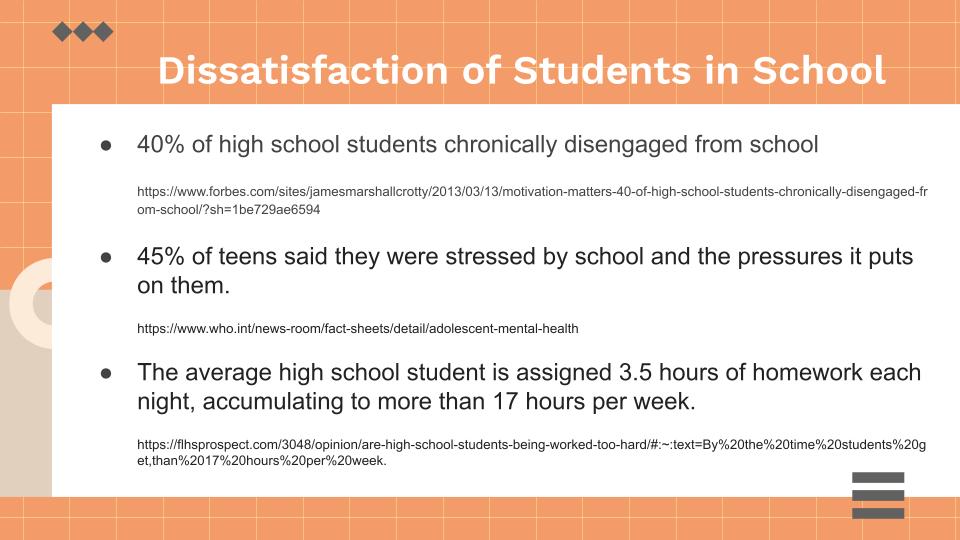 Dissatisfaction of Students in School
● 40% of high school students chronically disengaged from school
https://www.forbes.com/sites/jamesmarshallcrotty/2013/03/13/motivation-matters-40-of-high-school-students-chronically-disengaged-fr
om-school/?sh=1be729ae6594
● 45% of teens said they were stressed by school and the pressures it puts
on them.
https://www.who.int/news-room/fact-sheets/detail/adolescent-mental-health
● The average high school student is assigned 3.5 hours of homework each
night, accumulating to more than 17 hours per week.
https://flhsprospect.com/3048/opinion/are-high-school-students-being-worked-too-hard/#:~:text=By%20the%20time%20students%20g
et,than%2017%20hours%20per%20week.